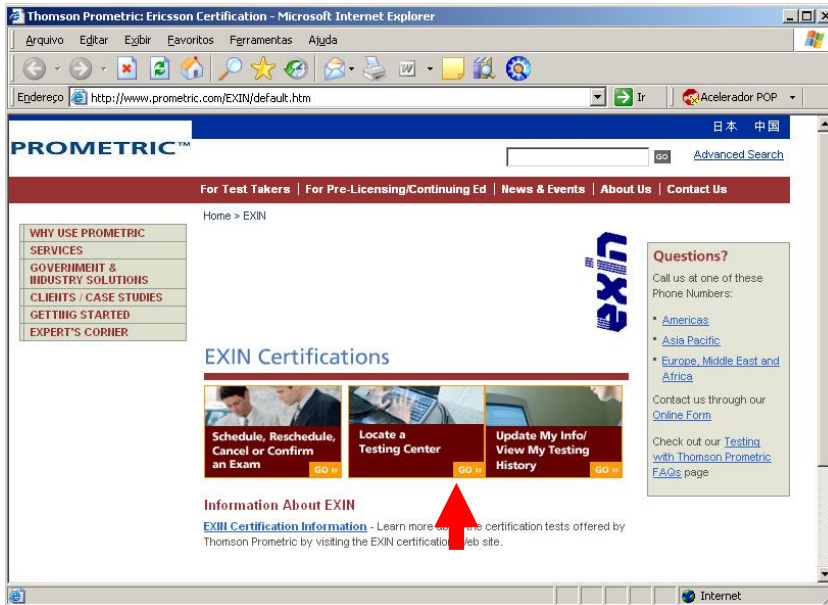 Thomson Prometric: Ericsson Certification - Microsoft Internet Explorer
Arquivo Editar Exibir Favoritos Ferramentas Ajuda
Endereço http://www.prometric.com/EXIN/default.htm Ir Acelerador POP
日本 中国
PROMETRIC™
GO Advanced Search
For Test Takers | For Pre-Licensing/Continuing Ed | News & Events | About Us | Contact Us
Home > EXIN
WHY USE PROMETRIC
SERVICES
GOVERNMENT &
INDUSTRY SOLUTIONS
CLIENTS / CASE STUDIES
GETTING STARTED
EXPERT'S CORNER
exin
EXIN Certifications
Schedule, Reschedule,
Cancel or Confirm
an Exam
GO »
Locate a
Testing Center
GO »
Update My Info/
View My Testing
History
GO »
Information About EXIN
EXIN Certification Information - Learn more the certification tests offered by
Thomson Prometric by visiting the EXIN certification Web site.
Questions?
Call us at one of these
Phone Numbers:
Americas
Asia Pacific
Europe, Middle East and
Africa
Contact us through our
Online Form
Check out our Testing
with Thomson Prometric
FAQs page
Internet